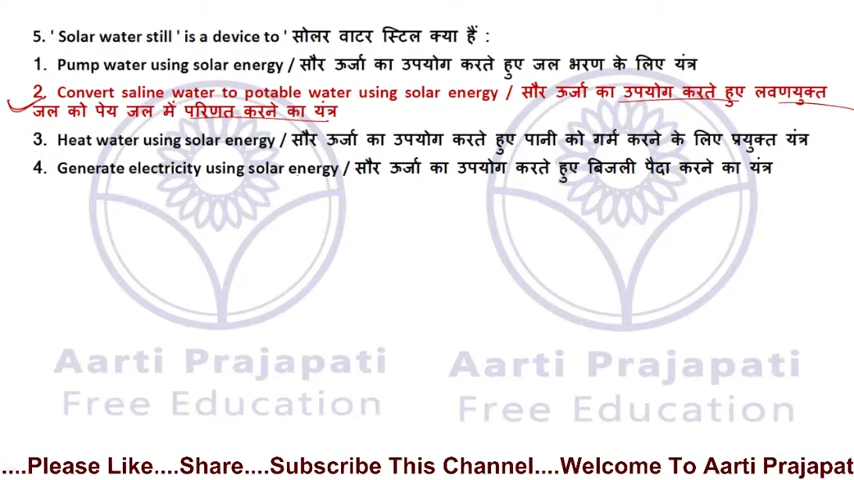 5. ' Solar water still ' is a device to ' सोलर वाटर स्टिल क्या हैं :
1. Pump water using solar energy / सौर ऊर्जा का उपयोग करते हुए जल भरण के लिए यंत्र
2. Convert saline water to potable water using solar energy / सौर ऊर्जा का उपयोग करते हुए लवणयुक्त
जल को पेय जल में परिणत करने का यंत्र
3. Heat water using solar energy / सौर ऊर्जा का उपयोग करते हुए पानी को गर्म करने के लिए प्रयुक्त यंत्र
4. Generate electricity using solar energy / सौर ऊर्जा का उपयोग करते हुए बिजली पैदा करने का यंत्र
Aarti Prajapati
Free Education
Aarti Prajapati
Free Education
....Please Like....Share....Subscribe This Channel....Welcome To Aarti Prajapat